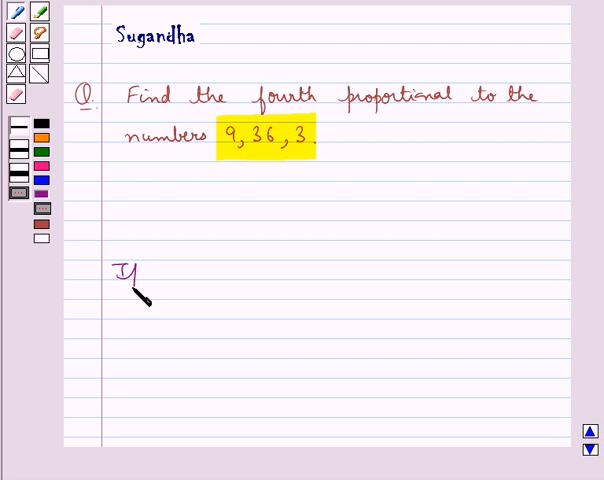 Sugandha
Q. Find the fourth proportional to the
numbers 9, 36, 3.
If